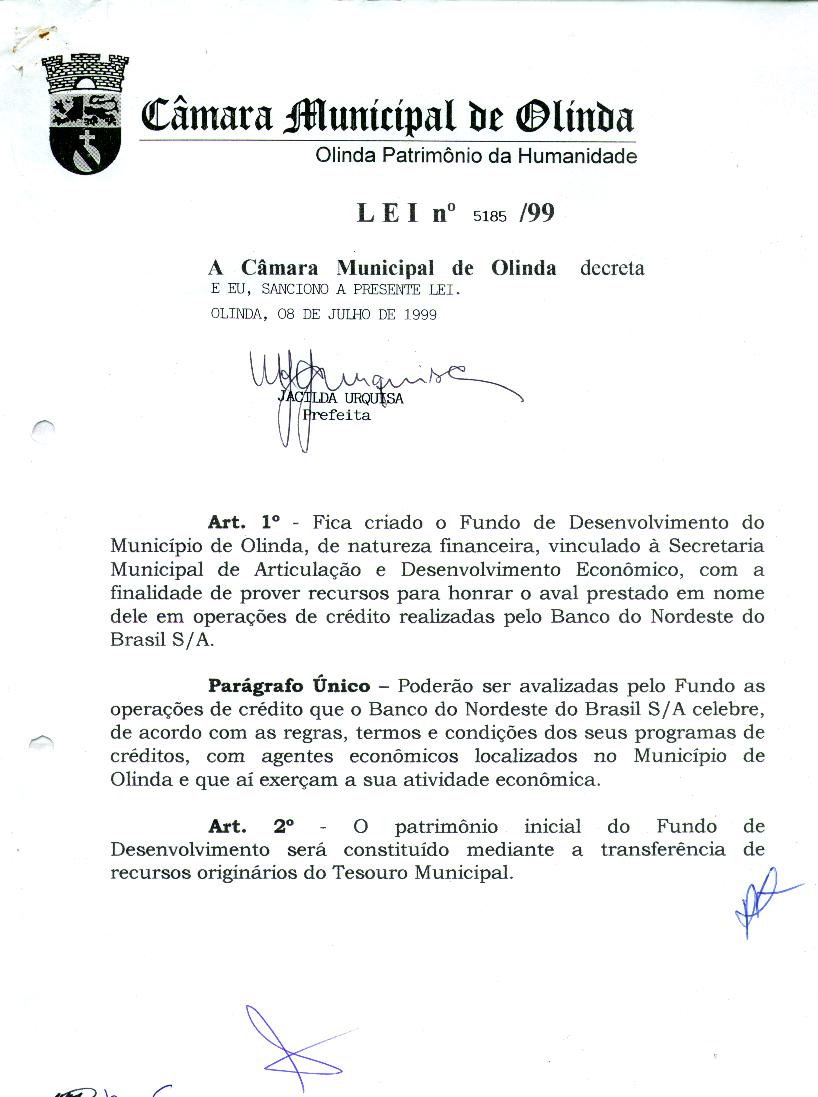 Câmara Municipal de Olinda
Olinda Patrimônio da Humanidade
LEI nº 5185 /99
A Câmara Municipal de Olinda decreta
E EU, SANCIONO A PRESENTE LEI.
OLINDA, 08 DE JULHO DE 1999
JACILDA URQUISA
Prefeita
Art. 1º - Fica criado o Fundo de Desenvolvimento do
Município de Olinda, de natureza financeira, vinculado à Secretaria
Municipal de Articulação e Desenvolvimento Econômico, com a
finalidade de prover recursos para honrar o aval prestado em nome
dele em operações de crédito realizadas pelo Banco do Nordeste do
Brasil S/A.
Parágrafo Único – Poderão ser avalizadas pelo Fundo as
operações de crédito que o Banco do Nordeste do Brasil S/A celebre,
de acordo com as regras, termos e condições dos seus programas de
créditos, com agentes econômicos localizados no Município de
Olinda e que aí exerçam a sua atividade econômica.
Art. 2º - O patrimônio inicial do Fundo de
Desenvolvimento será constituído mediante a transferência de
recursos originários do Tesouro Municipal.